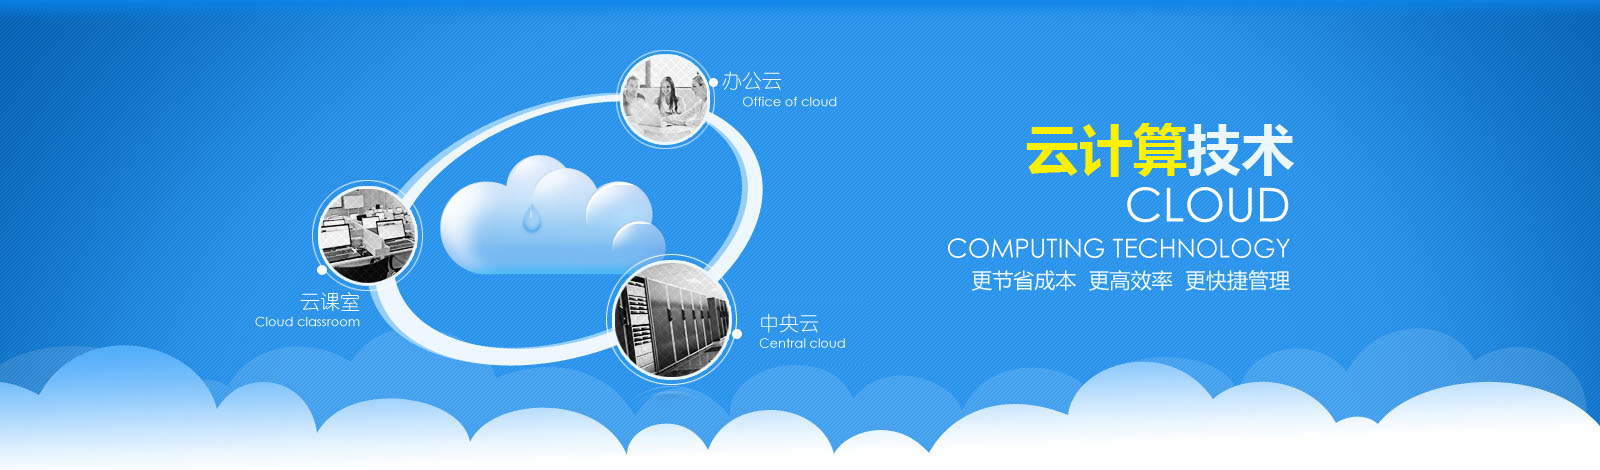 办公云
Office of cloud
云课室
Cloud classroom
中央云
Central cloud
云计算技术
CLOUD
COMPUTING TECHNOLOGY
更节省成本 更高效率 更快捷管理